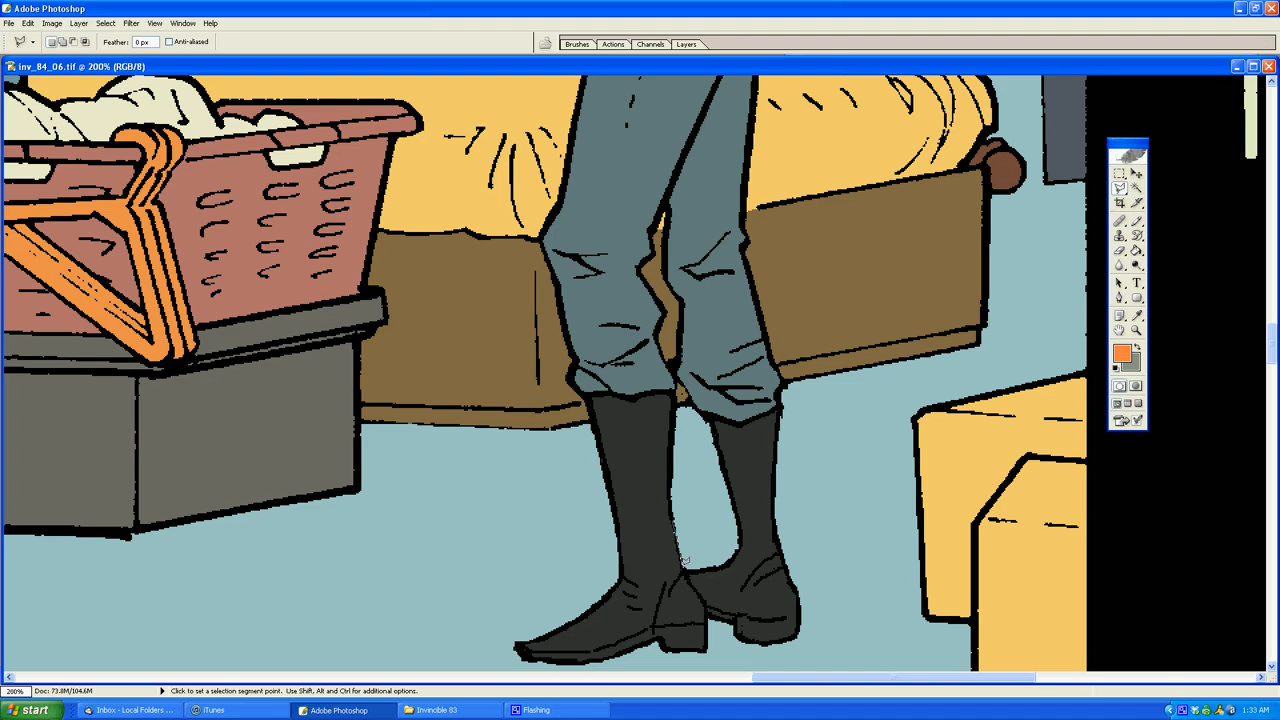 Adobe Photoshop
File Edit Image Layer Select Filter View Window Help
Feather: 0 px Anti-aliased Brushes Actions Channels Layers
inv_84_06.tif @ 200% (RGB/8)
T
200% Doc: 73.8M/104.6M Click to set a selection segment point. Use Shift, Alt and Ctrl for additional options.
start Inbox - Local Folders ... iTunes Adobe Photoshop Invincible 83 Flashing 1:33 AM